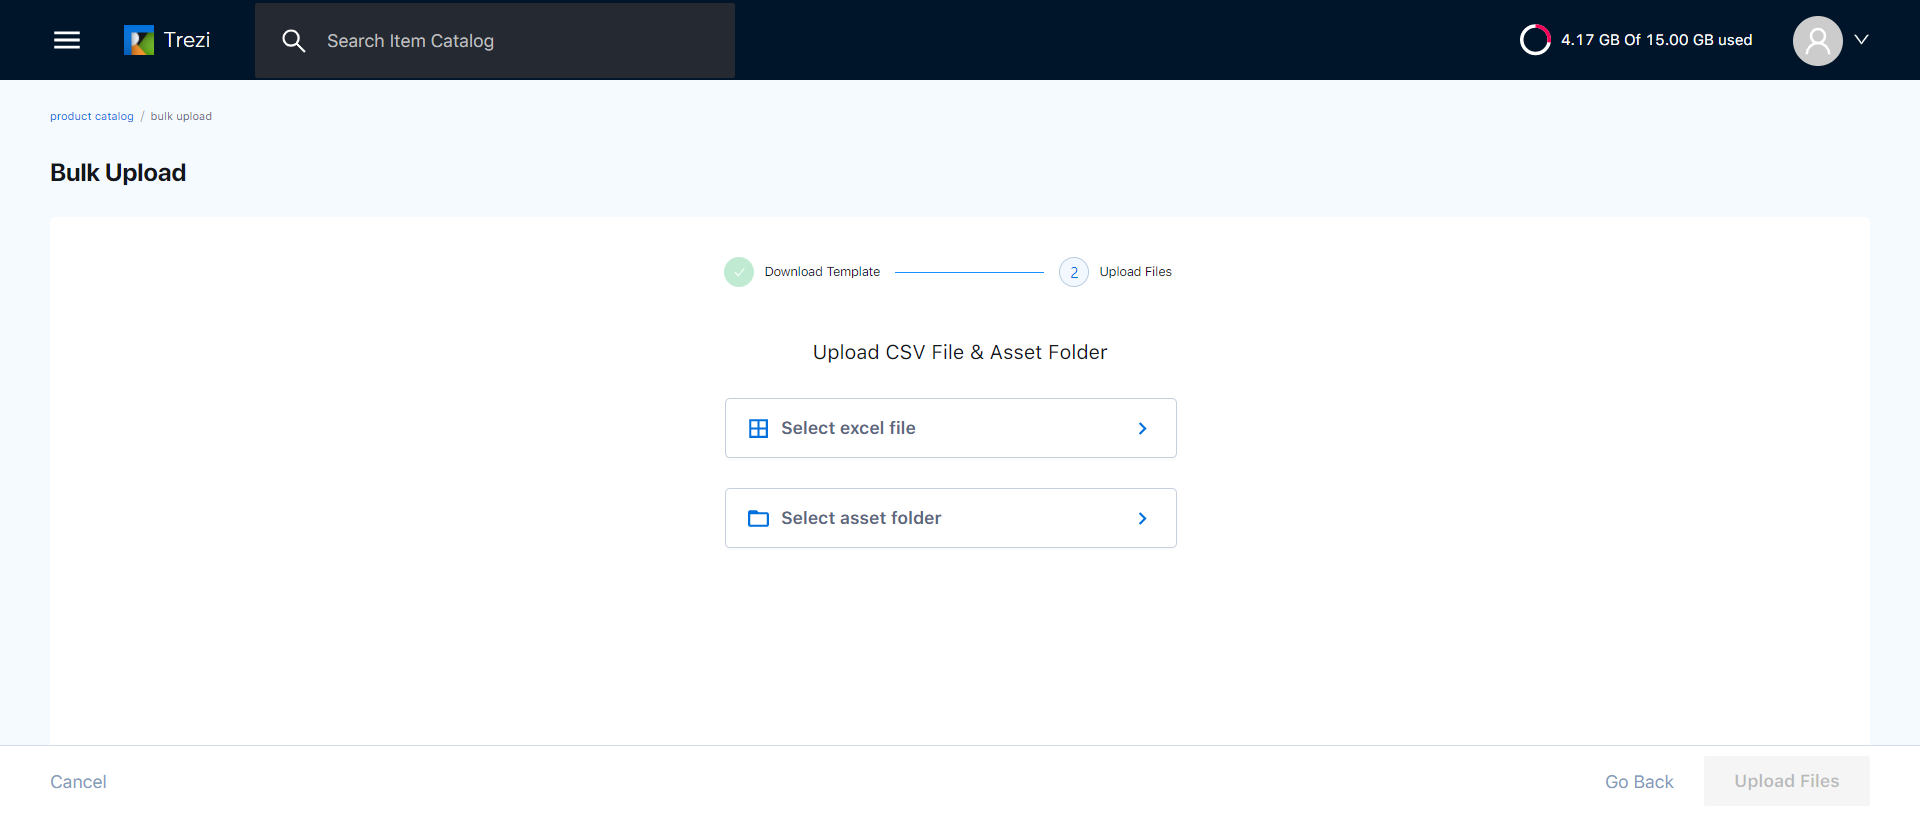 Trezi
Search Item Catalog
4.17 GB Of 15.00 GB used
product catalog / bulk upload
Bulk Upload
Download Template
2 Upload Files
Upload CSV File & Asset Folder
Select excel file
Select asset folder
Cancel
Go Back
Upload Files